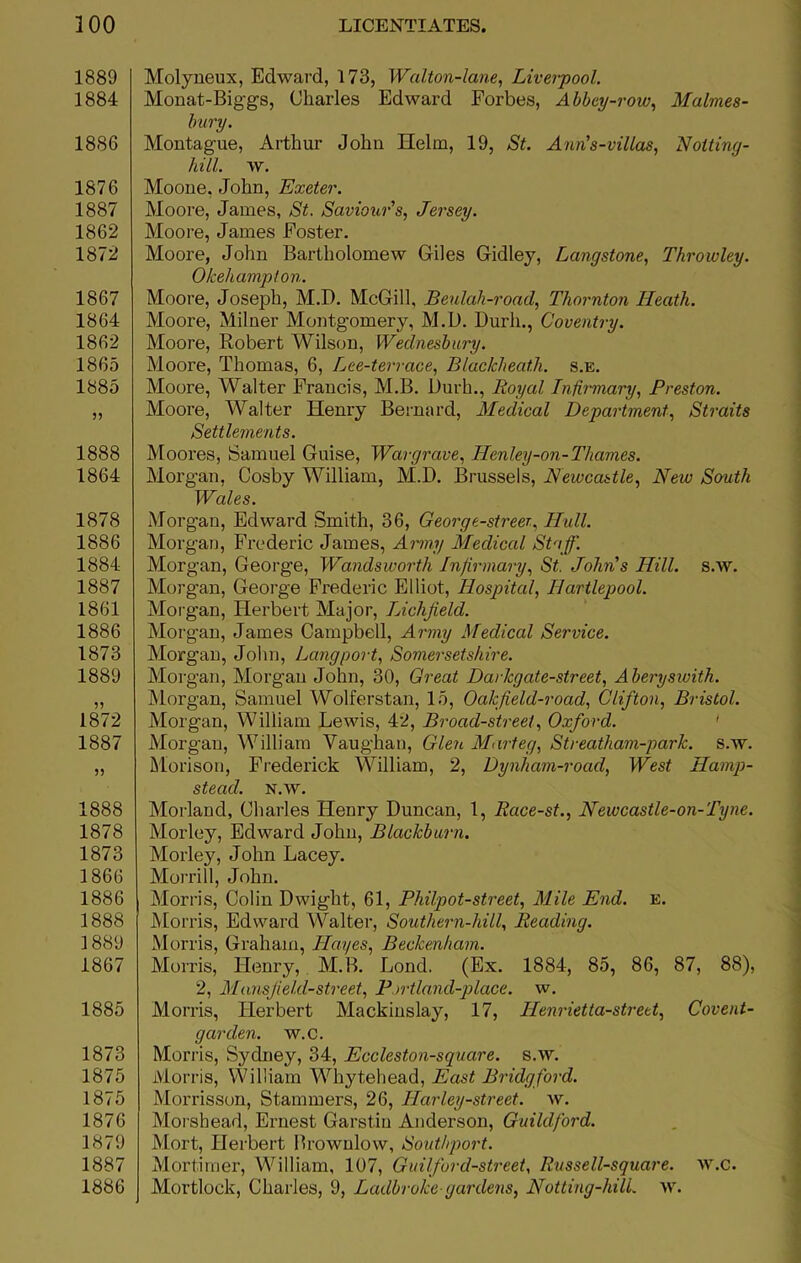 100 LICENTIATES.
1889 Molyneux, Edward, 173, Walton-lane, Liverpool.
1884 Monat-Biggs, Charles Edward Forbes, Abbey-row, Malmes-
bury.
1886 Montague, Arthur John Helm, 19, St. Ann's-villas, Notting-
hill. W.
1876 Moone, John, Exeter.
1887 Moore, James, St. Saviour's, Jersey.
1862 Moore, James Foster.
1872 Moore, John Bartholomew Giles Gidley, Langstone, Throwley.
Okehampton.
1867 Moore, Joseph, M.D. McGill, Beulah-road, Thornton Heath.
1864 Moore, Milner Montgomery, M.D. Durh., Coventry.
1862 Moore, Robert Wilson, Wednesbury.
1865 Moore, Thomas, 6, Lee-terrace, Blackheath. S.E.
1885 Moore, Walter Francis, M.B. Durh., Royal Infirmary, Preston.
„ Moore, Walter Henry Bernard, Medical Department, Straits
Settlements.
1888 Moores, Samuel Guise, Wargrave, Henley-on-Thames.
1864 Morgan, Cosby William, M.D. Brussels, Newcastle, New South
Wales.
1878 Morgan, Edward Smith, 36, George-street, Hull.
1886 Morgan, Frederic James, Army Medical Staff.
1884 Morgan, George, Wandsworth Infirmary, St. John's Hill. S.W.
1887 Morgan, George Frederic Elliot, Hospital, Hartlepool.
1861 Morgan, Herbert Major, Lichfield.
1886 Morgan, James Campbell, Army Medical Service.
1873 Morgan, John, Langport, Somersetshire.
1889 Morgan, Morgan John, 30, Great Darkgate-street, Aberyswith.
„ Morgan, Samuel Wolferstan, 15, Oakfield-road, Clifton, Bristol.
1872 Morgan, William Lewis, 42, Broad-street, Oxford.
1887 Morgan, William Vaughan, Glen Marteg, Streatham-park. S.W.
„ Morison, Frederick William, 2, Dynham-road, West Hamp-
stead. N.W.
1888 Morland, Charles Henry Duncan, 1, Race-st., Newcastle-on-Tyne.
1878 Morley, Edward John, Blackburn.
1873 Morley, John Lacey.
1866 Morrill, John.
1886 Morris, Colin Dwight, 61, Philpot-street, Mile End. E.
1888 Morris, Edward Walter, Southern-hill, Reading.
1889 Morris, Graham, Hayes, Beckenham.
1867 Morris, Henry, M.B. Lond. (Ex. 1884, 85, 86, 87, 88),
2, Mansfield-street, Portland-place. W.
1885 Morris, Herbert Mackinslay, 17, Henrietta-street, Covent-
garden. W.C.
1873 Morris, Sydney, 34, Eccleston-square. S.W.
1875 Morris, William Whytehead, East Bridgford.
1875 Morrisson, Stammers, 26, Harley-street. W.
1876 Morshead, Ernest Garstin Anderson, Guildford.
1879 Mort, Herbert Brownlow, Southport.
1887 Mortimer, William, 107, Guilford-street, Russell-square. W.C.
1886 Mortlock, Charles, 9, Ladbroke-gardens, Notting-hill. W.